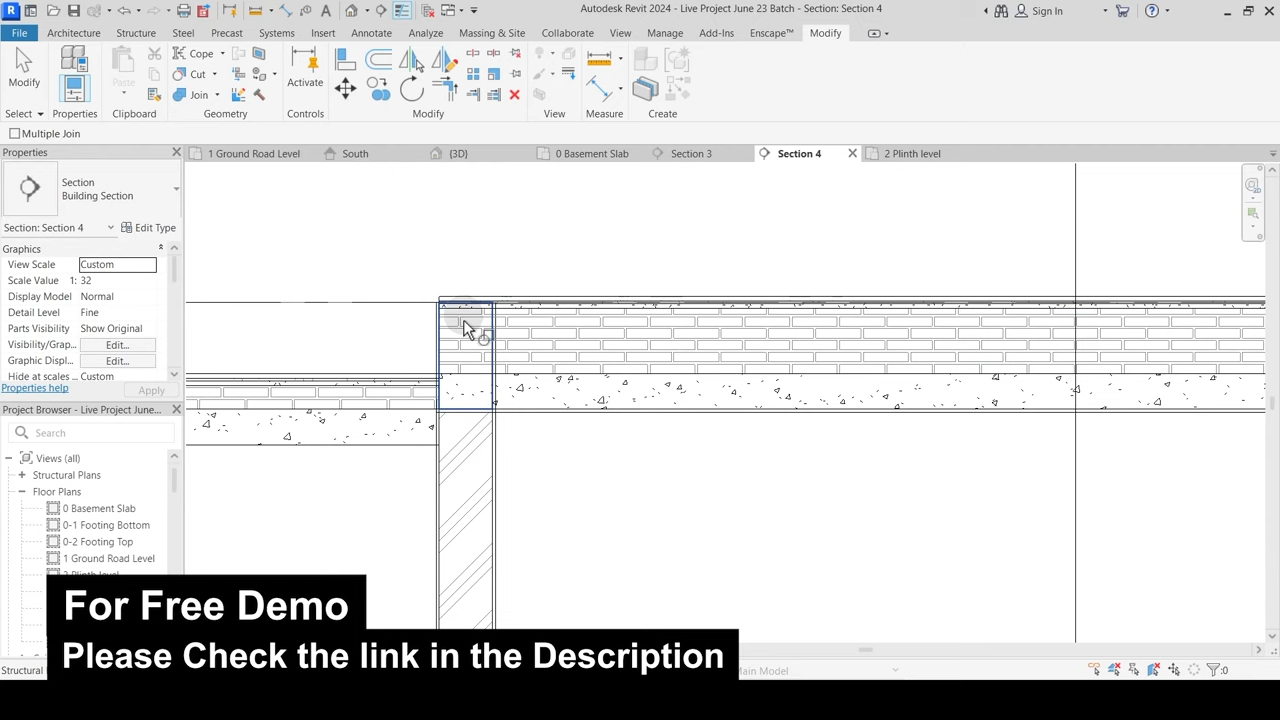 Autodesk Revit 2024 - Live Project June 23 Batch - Section: Section 4
Sign In
File
Architecture
Structure
Steel
Precast
Systems
Insert
Annotate
Analyze
Massing & Site
Collaborate
View
Manage
Add-Ins
Enscape™
Modify
Modify
Paste
Cope
Cut
Join
Activate
Select
Properties
Clipboard
Geometry
Controls
Modify
View
Measure
Create
Multiple Join
Properties
1 Ground Road Level
South
{3D}
0 Basement Slab
Section 3
Section 4
2 Plinth level
Section
Building Section
Section: Section 4
Edit Type
Graphics
View Scale
Custom
Scale Value 1:
32
Display Model
Normal
Detail Level
Fine
Parts Visibility
Show Original
Visibility/Grap...
Edit...
Graphic Displ...
Edit...
Hide at scales ...
Custom
Properties help
Apply
Project Browser - Live Project June...
Search
Views (all)
Structural Plans
Floor Plans
0 Basement Slab
0-1 Footing Bottom
0-2 Footing Top
1 Ground Road Level
For Free Demo
Please Check the link in the Description
Main Model
:0